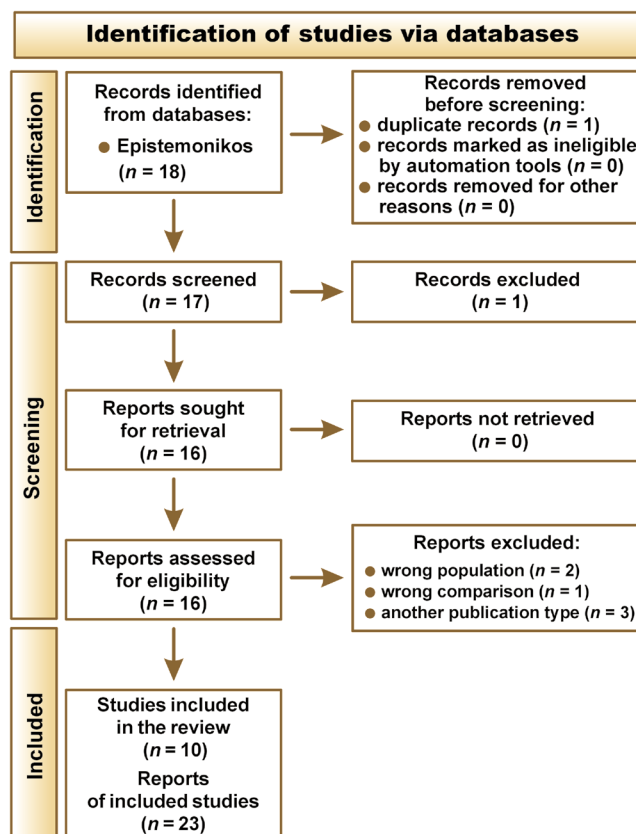 Identification of studies via databases
Identification
Records identified
from databases:
● Epistemonikos
(n = 18)
Records removed
before screening:
● duplicate records (n = 1)
● records marked as ineligible
by automation tools (n = 0)
● records removed for other
reasons (n = 0)
Screening
Records screened
(n = 17)
Records excluded
(n = 1)
Reports sought
for retrieval
(n = 16)
Reports not retrieved
(n = 0)
Reports assessed
for eligibility
(n = 16)
Reports excluded:
● wrong population (n = 2)
● wrong comparison (n = 1)
● another publication type (n = 3)
Included
Studies included
in the review
(n = 10)
Reports
of included studies
(n = 23)